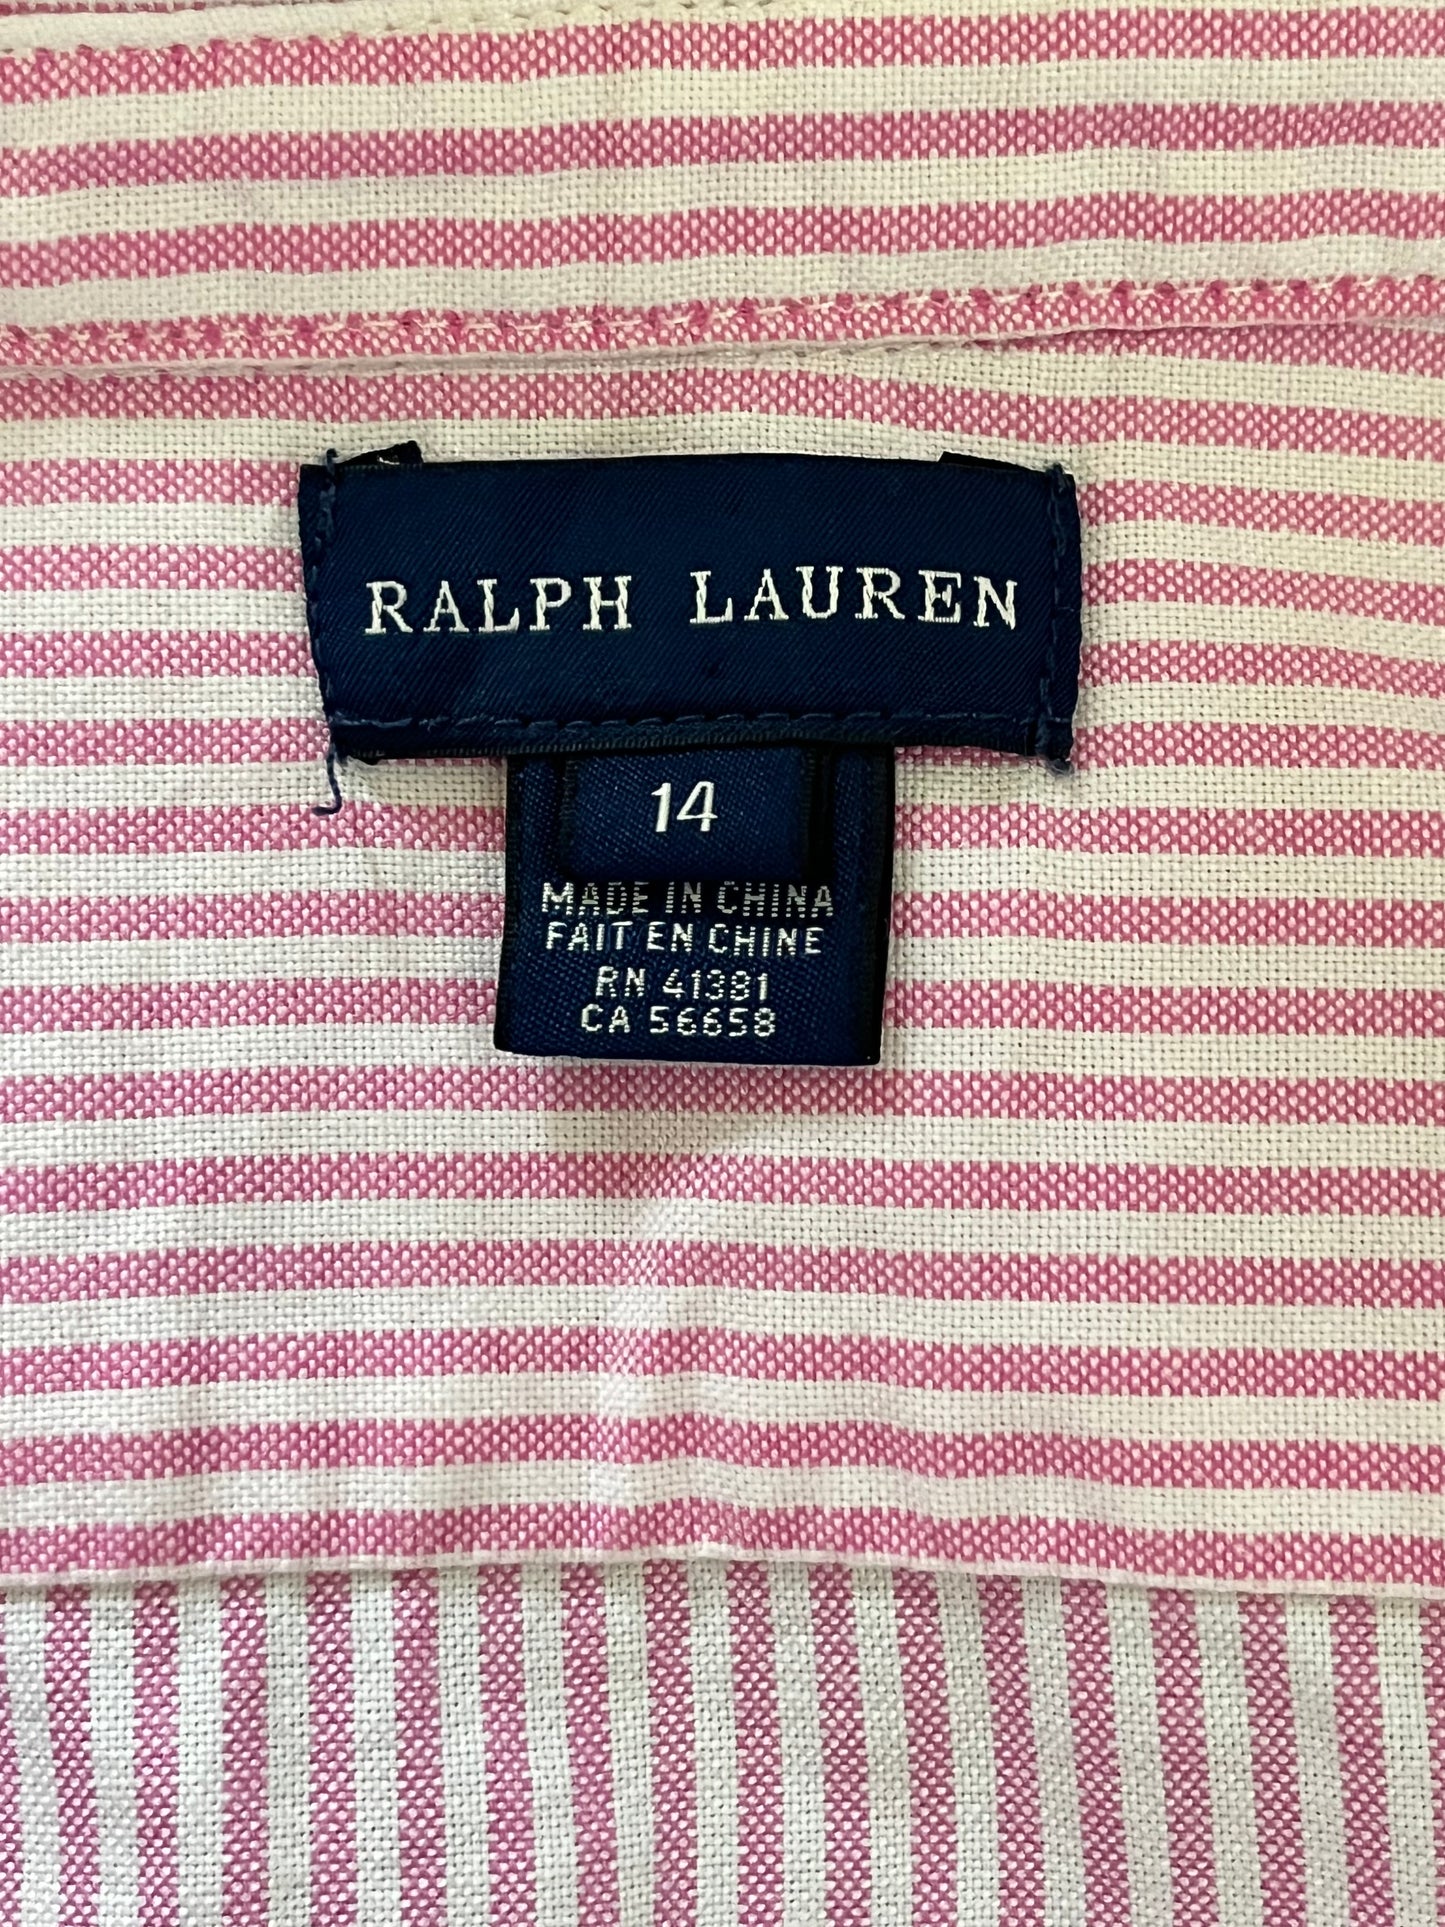 RALPH LAUREN
14
MADE IN CHINA
FAIT EN CHINE
RN 41381
CA 56658